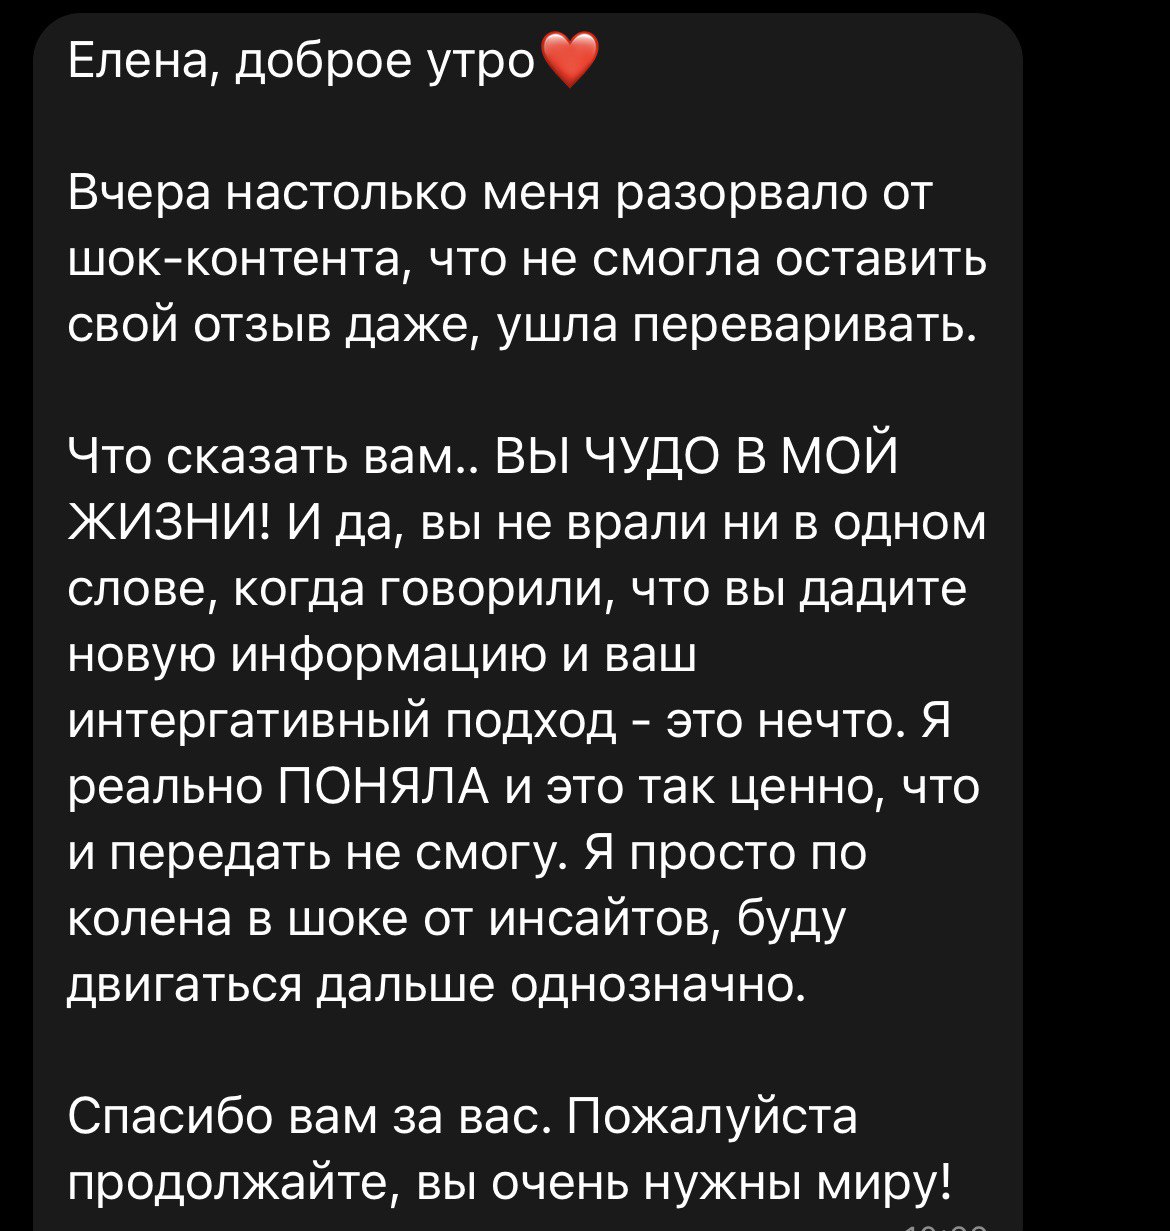 Елена, доброе утро❤️
Вчера настолько меня разорвало от
шок-контента, что не смогла оставить
свой отзыв даже, ушла переваривать.
Что сказать вам.. ВЫ ЧУДО В МОЙ
ЖИЗНИ! И да, вы не врали ни в одном
слове, когда говорили, что вы дадите
новую информацию и ваш
интергативный подход - это нечто. Я
реально ПОНЯЛА и это так ценно, что
и передать не смогу. Я просто по
колена в шоке от инсайтов, буду
двигаться дальше однозначно.
Спасибо вам за вас. Пожалуйста
продолжайте, вы очень нужны миру!